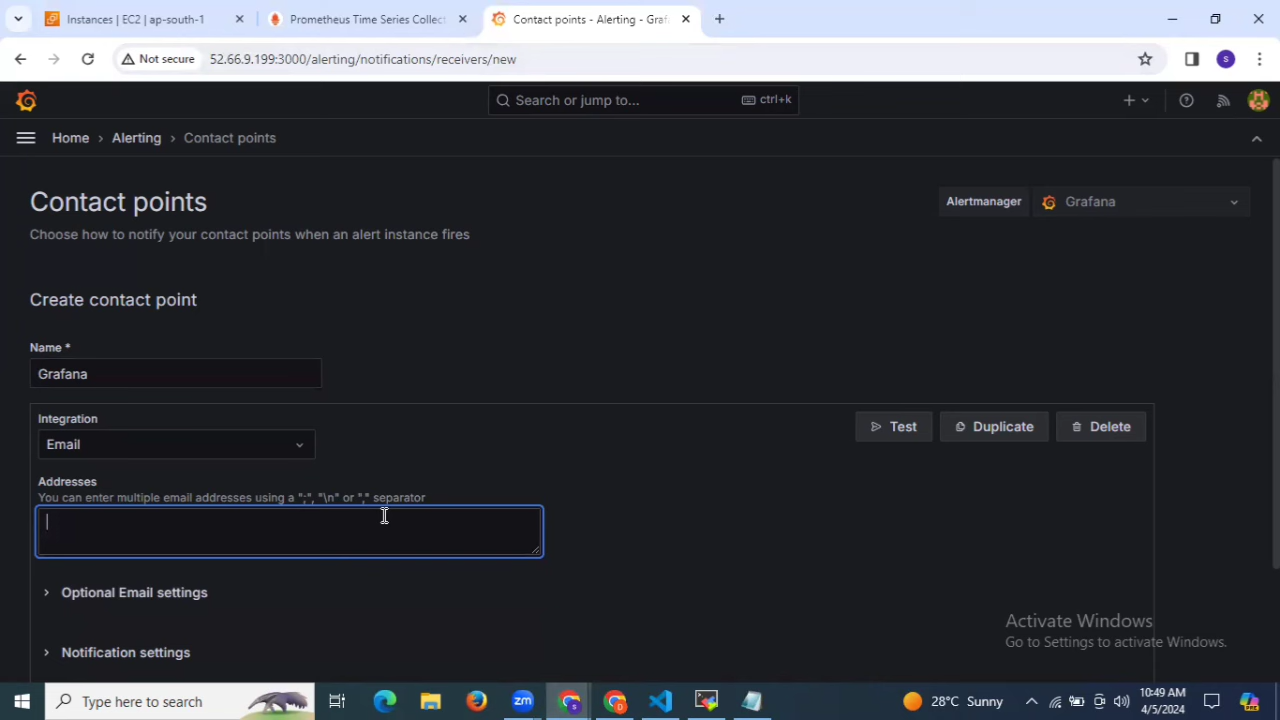 Instances | EC2 | ap-south-1
Prometheus Time Series Collect
Contact points - Alerting - Graf
Not secure
52.66.9.199:3000/alerting/notifications/receivers/new
s
Search or jump to...
ctrl+k
Home › Alerting › Contact points
Contact points
Alertmanager
Grafana
Choose how to notify your contact points when an alert instance fires
Create contact point
Name *
Grafana
Integration
Email
Test
Duplicate
Delete
Addresses
You can enter multiple email addresses using a ";", "\n" or "," separator
Optional Email settings
Notification settings
Activate Windows
Go to Settings to activate Windows.
Type here to search
zm
28°C Sunny
10:49 AM
4/5/2024